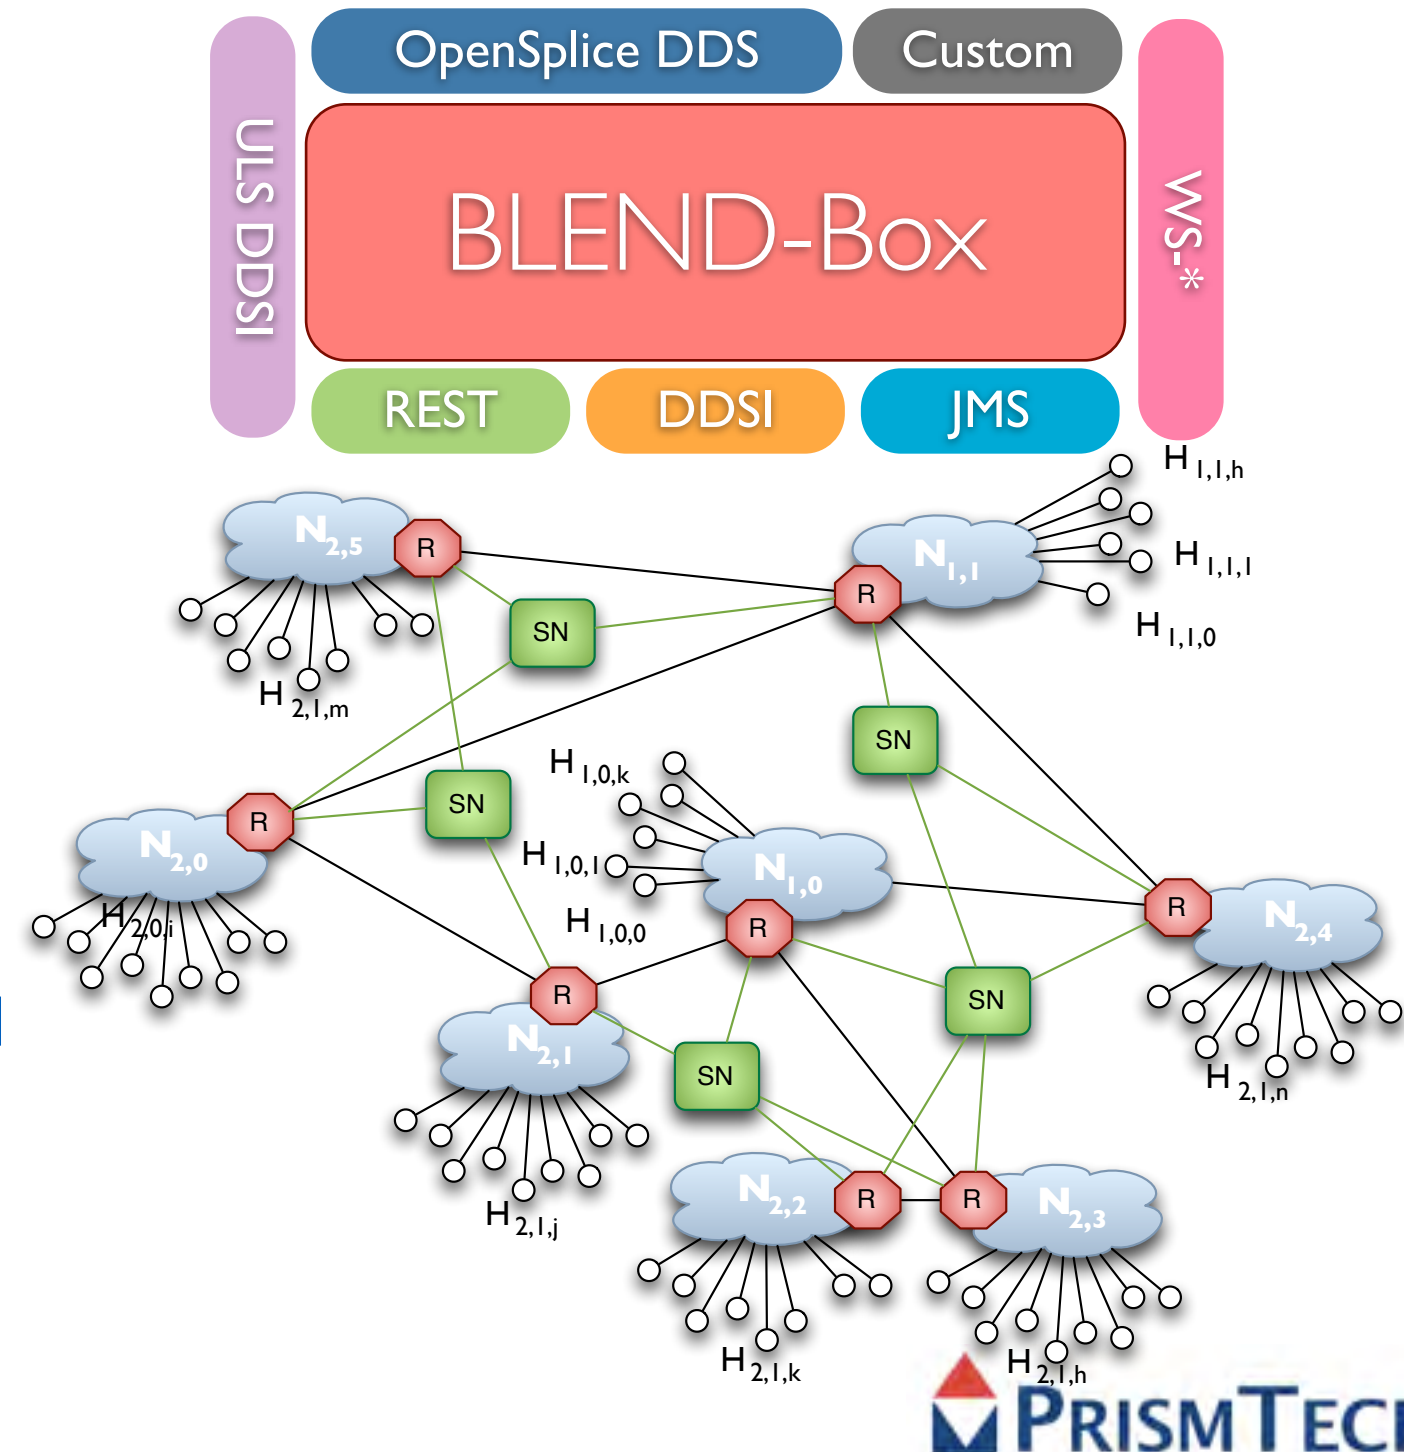 OpenSplice DDS
Custom
ULS DDSI
BLEND-Box
WS-*
REST
DDSI
JMS
H 1,1,h
N2,5
R
N1,1
H 1,1,1
R
SN
H 1,1,0
H 2,1,m
SN
H 1,0,k
SN
R
N2,0
H 1,0,1
N1,0
H 2,0,i
H 1,0,0
R
R
N2,4
R
SN
N2,1
SN
H 2,1,n
N2,2
R
R
N2,3
H 2,1,j
H 2,1,k
H 2,1,h
PRISMTECH